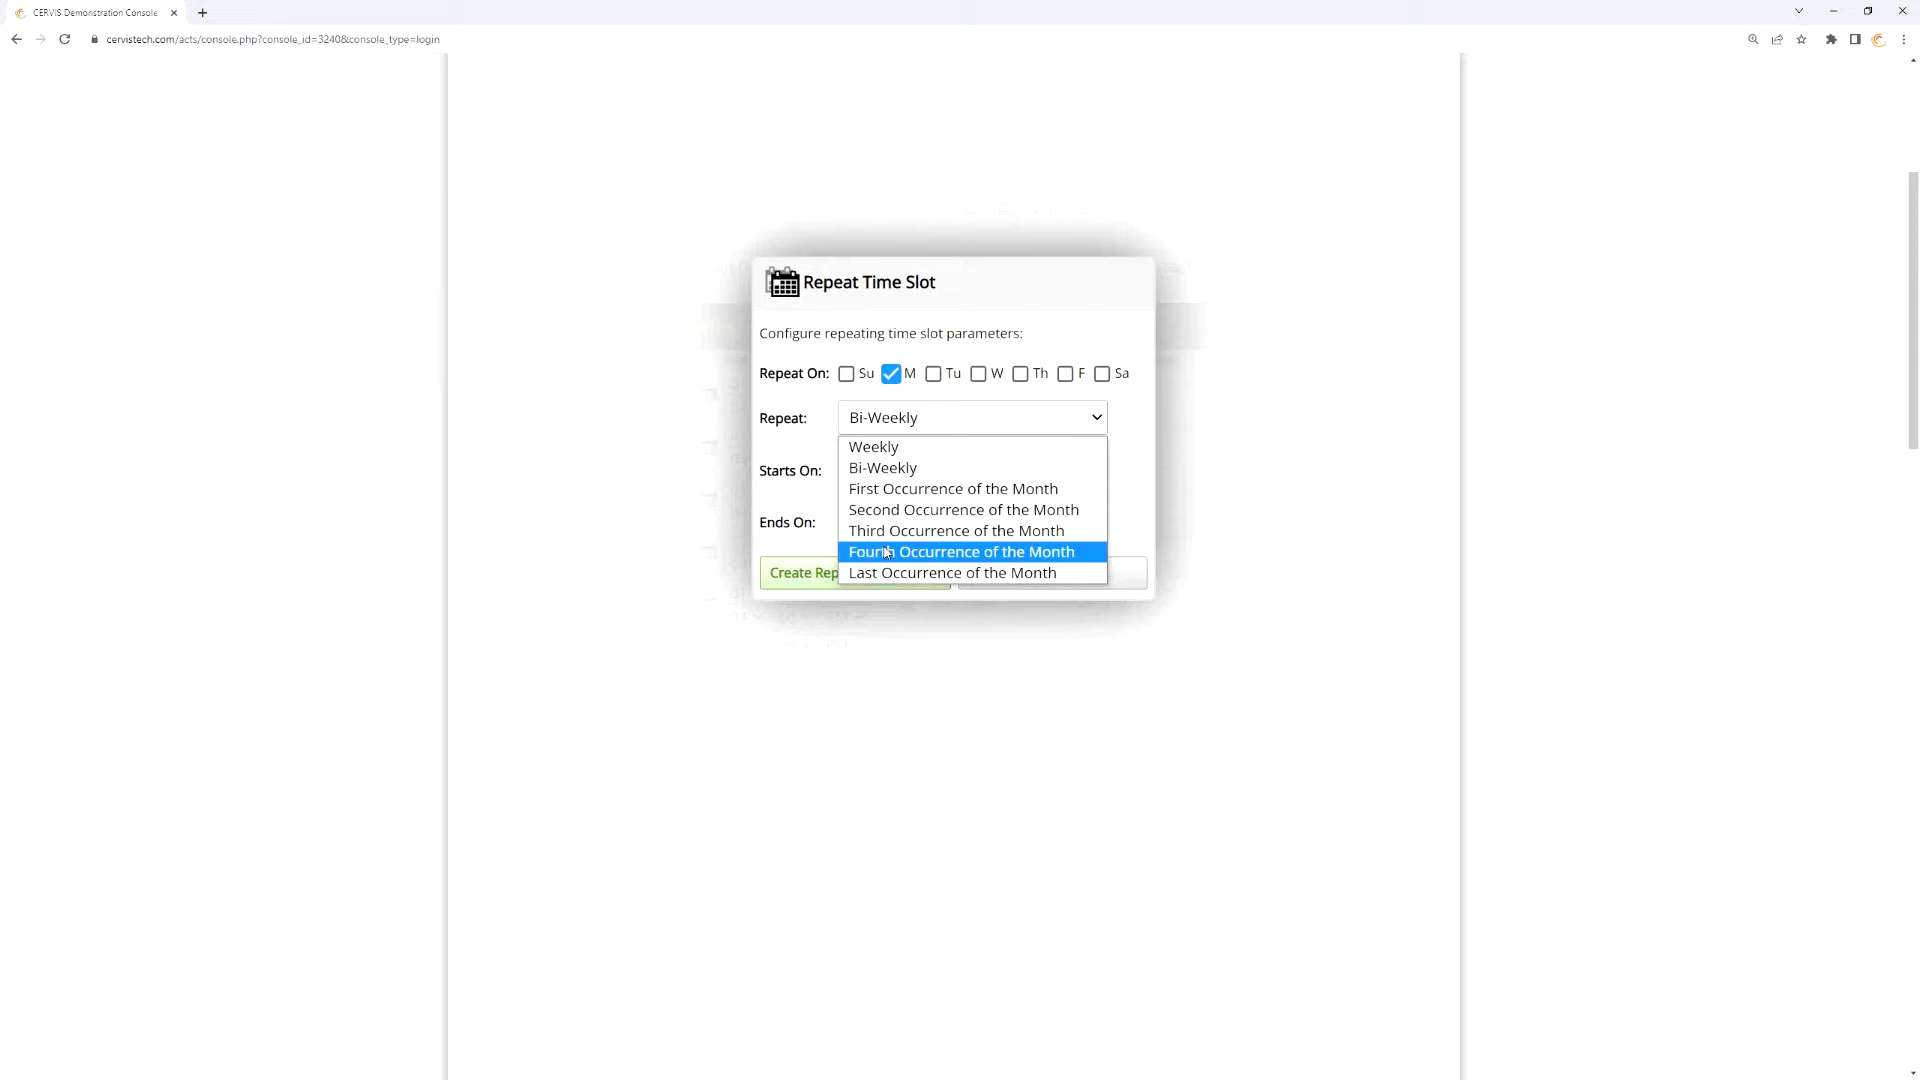 CERVIS Demonstration Console
cervistech.com/acts/console.php?console_id=3240&console_type=login
Repeat Time Slot
Configure repeating time slot parameters:
Repeat On: Su M Tu W Th F Sa
Repeat: Bi-Weekly
Weekly
Bi-Weekly
First Occurrence of the Month
Starts On:
Second Occurrence of the Month
Third Occurrence of the Month
Ends On:
Fourth Occurrence of the Month
Create Rep
Last Occurrence of the Month